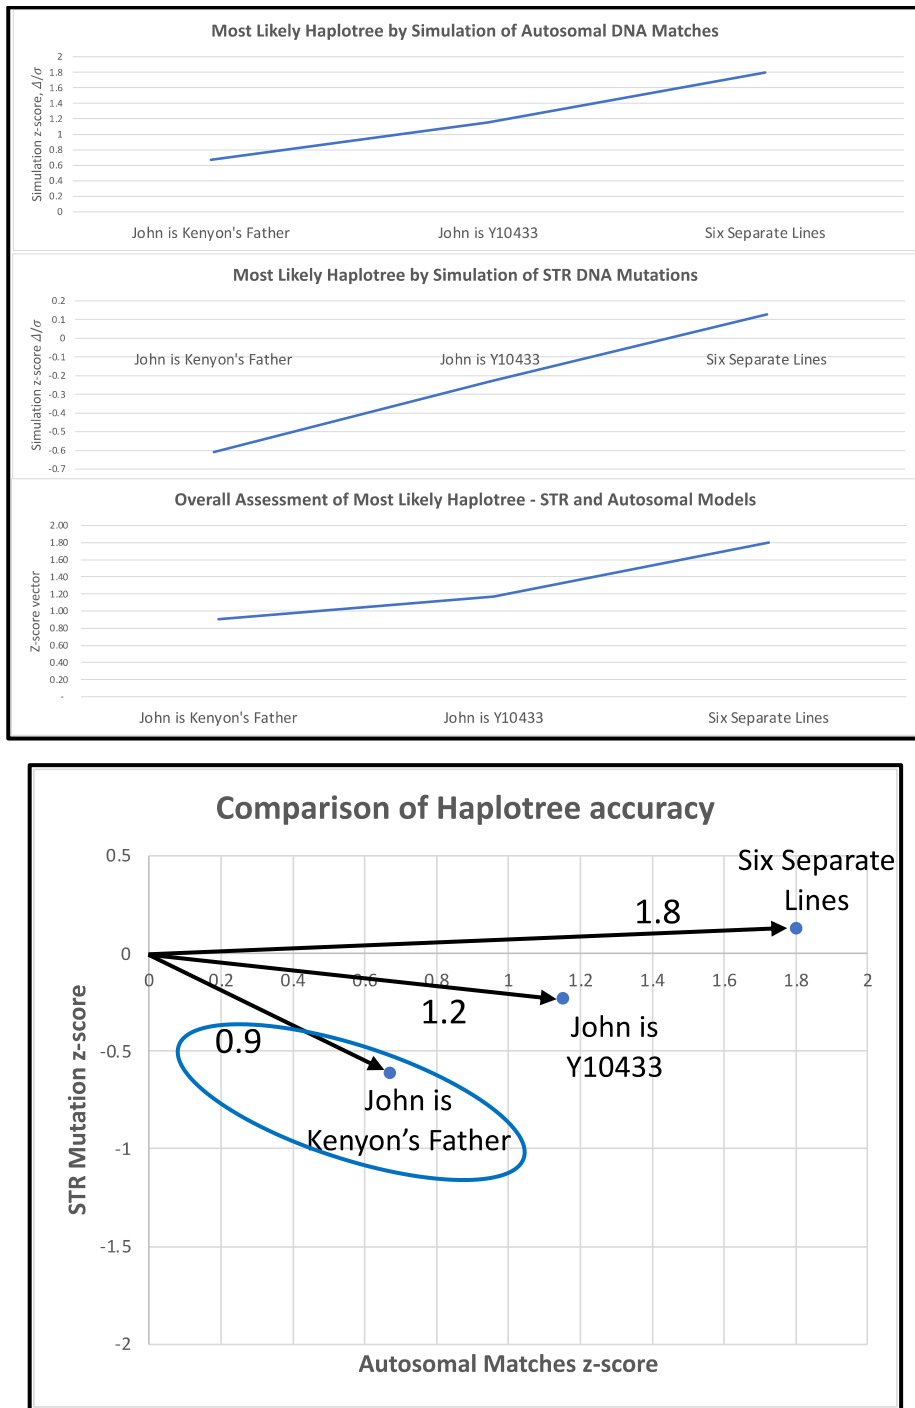 Most Likely Haplotree by Simulation of Autosomal DNA Matches
Simulation z-score, Δ/σ
2
1.8
1.6
1.4
1.2
1
0.8
0.6
0.4
0.2
0
John is Kenyon's Father John is Y10433 Six Separate Lines
Most Likely Haplotree by Simulation of STR DNA Mutations
Simulation z-score Δ/σ
0.2
0.1
0
-0.1
-0.2
-0.3
-0.4
-0.5
-0.6
-0.7
John is Kenyon's Father John is Y10433 Six Separate Lines
Overall Assessment of Most Likely Haplotree - STR and Autosomal Models
Z-score vector
2.00
1.80
1.60
1.40
1.20
1.00
0.80
0.60
0.40
0.20
-
John is Kenyon's Father John is Y10433 Six Separate Lines
Comparison of Haplotree accuracy
STR Mutation z-score
0.5
0
-0.5
-1
-1.5
-2
Six Separate
Lines
1.8
0 0.2 0.4 0.6 0.8 1 1.2 1.4 1.6 1.8 2
1.2
John is
Y10433
0.9
John is
Kenyon’s Father
Autosomal Matches z-score